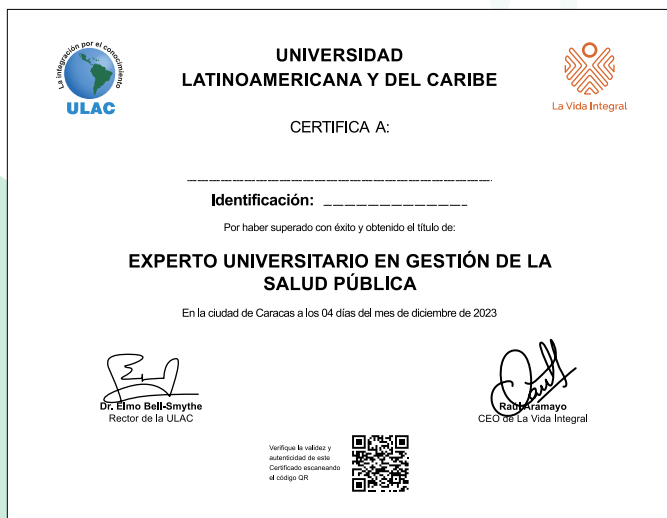 La integración por el conocimiento
ULAC
UNIVERSIDAD
LATINOAMERICANA Y DEL CARIBE
La Vida Integral
CERTIFICA A:
Identificación:
Por haber superado con éxito y obtenido el título de:
EXPERTO UNIVERSITARIO EN GESTIÓN DE LA
SALUD PÚBLICA
En la ciudad de Caracas a los 04 días del mes de diciembre de 2023
Dr. Elmo Bell-Smythe
Rector de la ULAC
Raúl Aramayo
CEO de La Vida Integral
Verifique la validez y
autenticidad de este
Certificado escaneando
el código QR